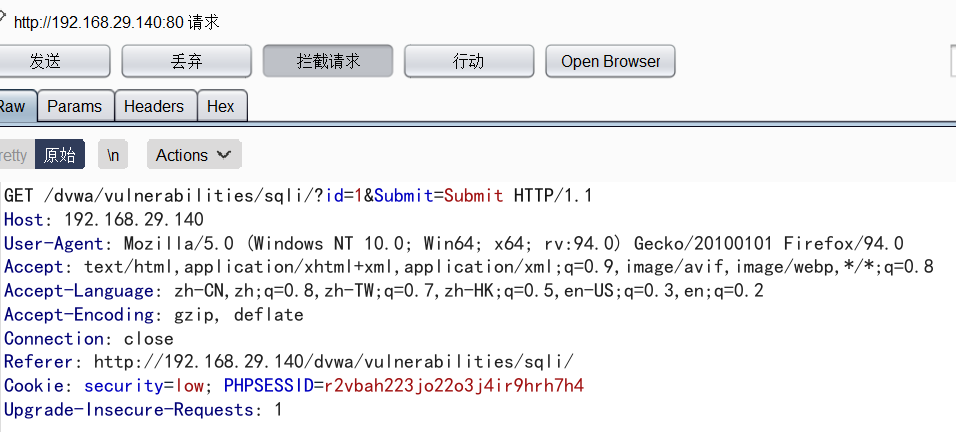 http://192.168.29.140:80 请求
发送 丢弃 拦截请求 行动 Open Browser
Raw Params Headers Hex
retty 原始 \n Actions
GET /dvwa/vulnerabilities/sqli/?id=1&Submit=Submit HTTP/1.1
Host: 192.168.29.140
User-Agent: Mozilla/5.0 (Windows NT 10.0; Win64; x64; rv:94.0) Gecko/20100101 Firefox/94.0
Accept: text/html,application/xhtml+xml,application/xml;q=0.9,image/avif,image/webp,*/*;q=0.8
Accept-Language: zh-CN,zh;q=0.8,zh-TW;q=0.7,zh-HK;q=0.5,en-US;q=0.3,en;q=0.2
Accept-Encoding: gzip, deflate
Connection: close
Referer: http://192.168.29.140/dvwa/vulnerabilities/sqli/
Cookie: security=low; PHPSESSID=r2vbah223jo22o3j4ir9hrh7h4
Upgrade-Insecure-Requests: 1